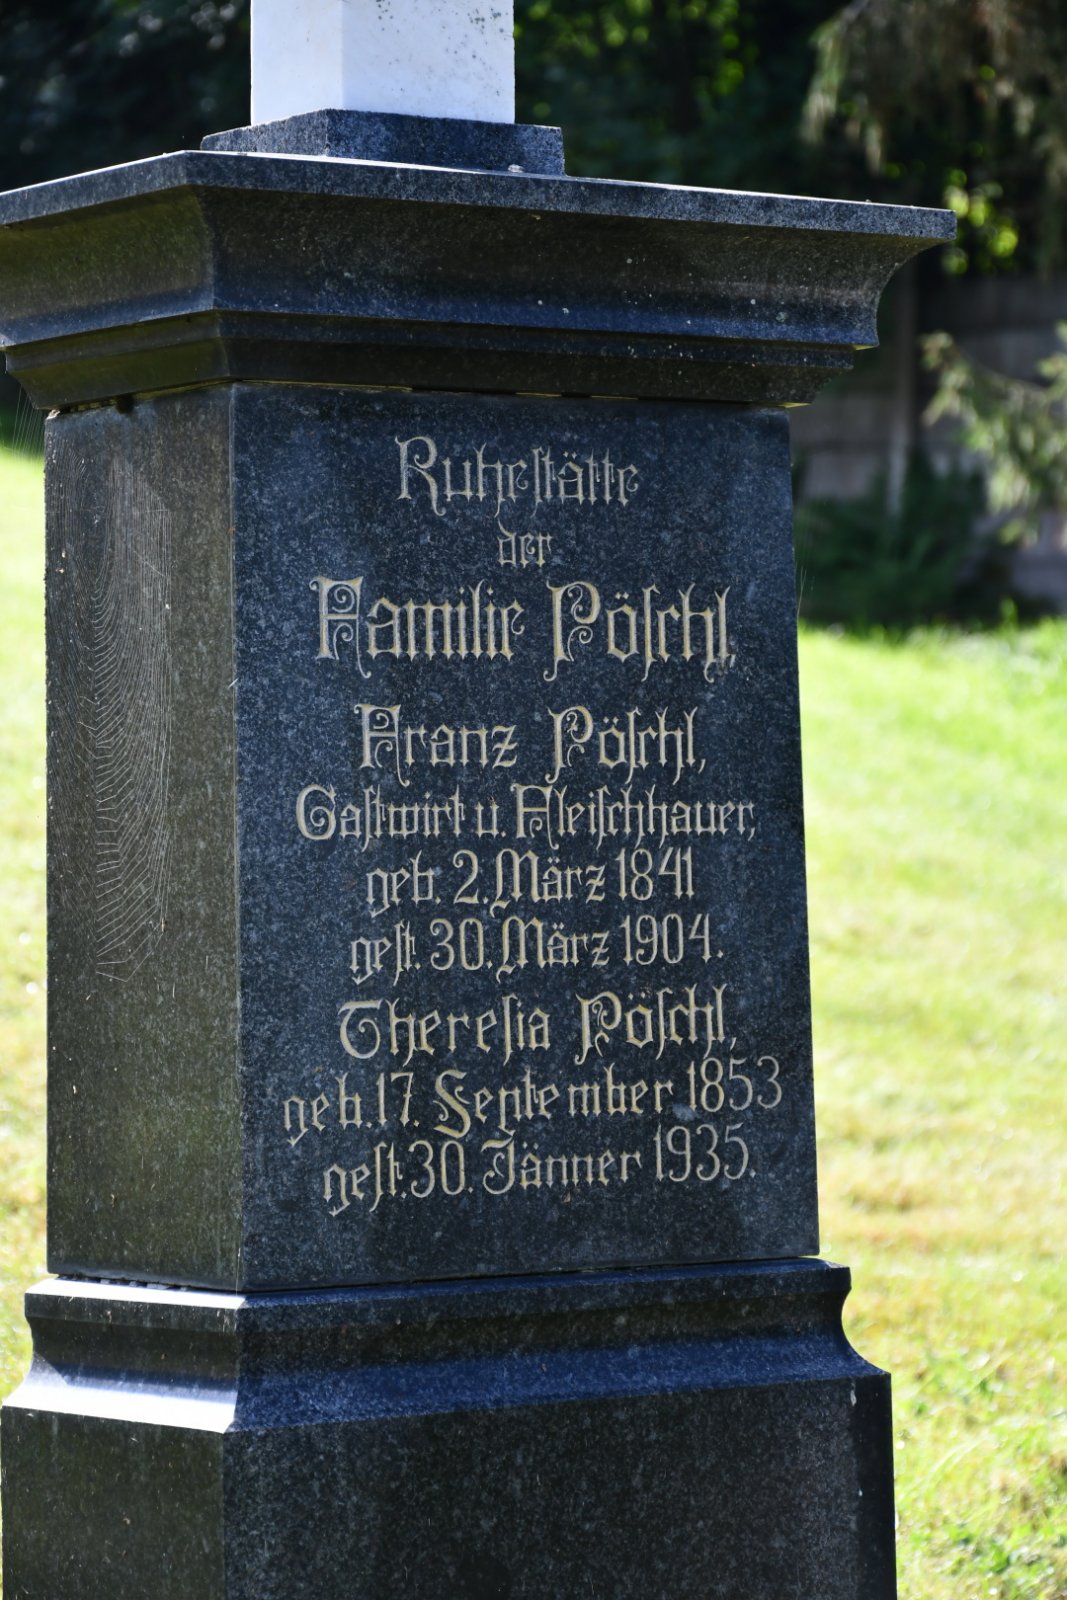 Ruhestätte
der
Familie Pöschl,
Franz Pöschl,
Gastwirt u. Fleischhauer,
geb. 2. März 1841
gest. 30. März 1904.
Theresia Pöschl,
geb. 17. September 1853
gest. 30. Jänner 1935.